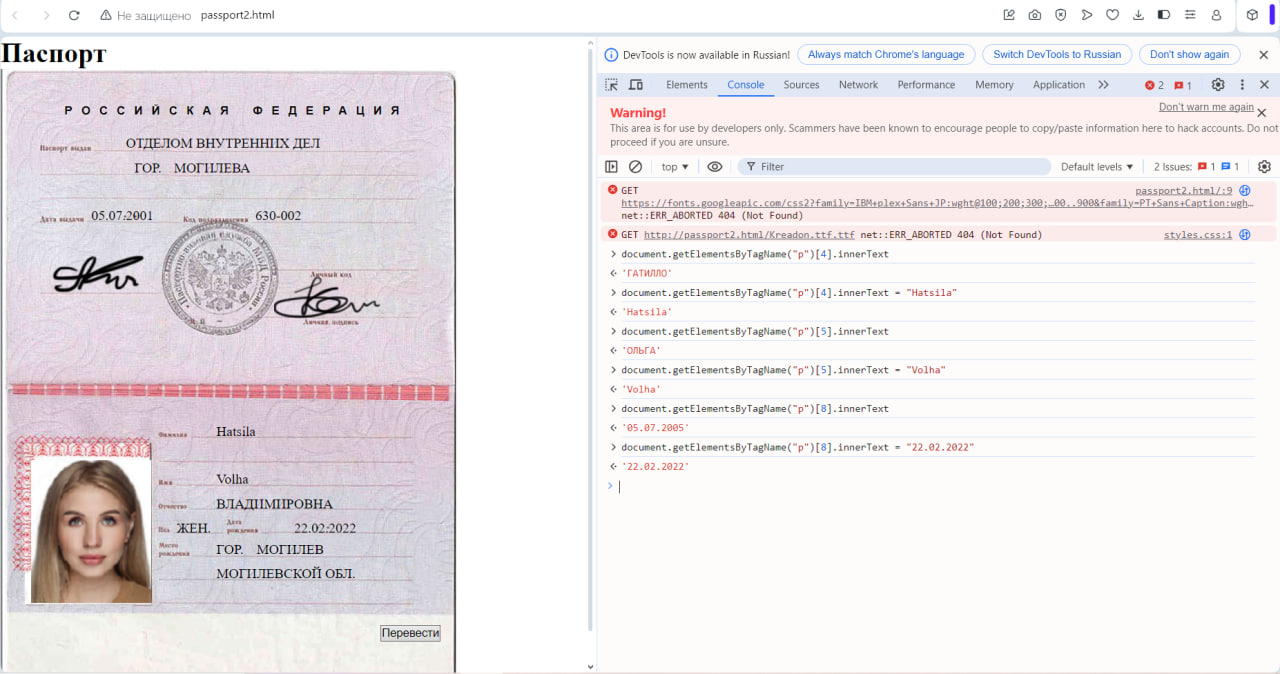 Не защищено passport2.html
Паспорт
РОССИЙСКАЯ ФЕДЕРАЦИЯ
Паспорт выдан ОТДЕЛОМ ВНУТРЕННИХ ДЕЛ
ГОР. МОГИЛЕВА
Дата выдачи 05.07.2001 Код подразделения 630-002
Личный код
Личная подпись
Фамилия Hatsila
Имя Volha
Отчество ВЛАДИМИРОВНА
Пол ЖЕН. Дата рождения 22.02.2022
Место рождения ГОР. МОГИЛЕВ
МОГИЛЕВСКОЙ ОБЛ.
Перевести
DevTools is now available in Russian! Always match Chrome's language Switch DevTools to Russian Don't show again
Elements Console Sources Network Performance Memory Application 2 1
Warning! Don't warn me again
This area is for use by developers only. Scammers have been known to encourage people to copy/paste information here to hack accounts. Do not
proceed if you are unsure.
top Filter Default levels 2 Issues: 1 1
GET passport2.html/:9
https://fonts.googleapic.com/css2?family=IBM+plex+Sans+JP:wght@100;200;300;…00..900&family=PT+Sans+Caption:wgh…
net::ERR_ABORTED 404 (Not Found)
GET http://passport2.html/Kreadon.ttf.ttf net::ERR_ABORTED 404 (Not Found) styles.css:1
> document.getElementsByTagName("p")[4].innerText
'ГАТИЛЛО'
> document.getElementsByTagName("p")[4].innerText = "Hatsila"
'Hatsila'
> document.getElementsByTagName("p")[5].innerText
'ОЛЬГА'
> document.getElementsByTagName("p")[5].innerText = "Volha"
'Volha'
> document.getElementsByTagName("p")[8].innerText
'05.07.2005'
> document.getElementsByTagName("p")[8].innerText = "22.02.2022"
'22.02.2022'
>